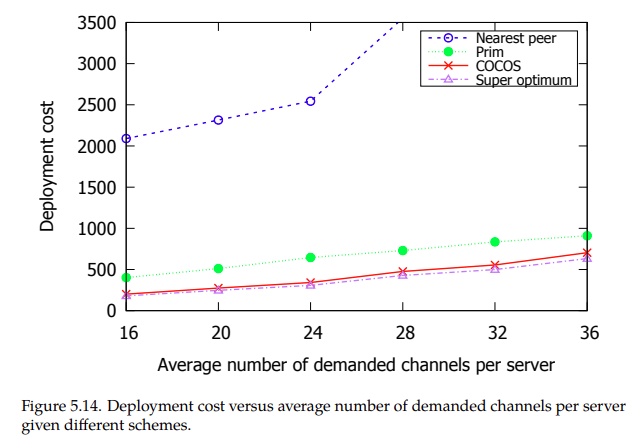 3500
3000
2500
2000
1500
1000
500
0
Deployment cost
Nearest peer
Prim
COCOS
Super optimum
16 20 24 28 32 36
Average number of demanded channels per server
Figure 5.14. Deployment cost versus average number of demanded channels per server
given different schemes.